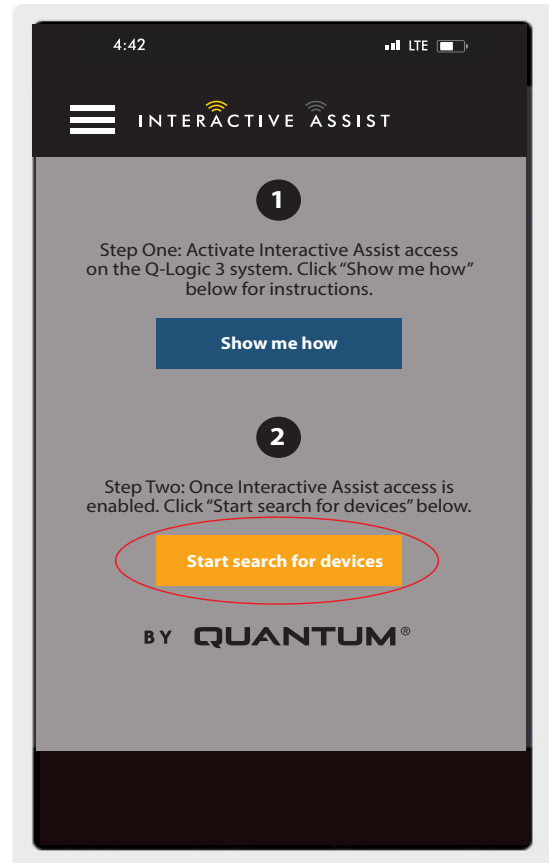 4:42 LTE
INTERACTIVE ASSIST
1
Step One: Activate Interactive Assist access
on the Q-Logic 3 system. Click “Show me how”
below for instructions.
Show me how
2
Step Two: Once Interactive Assist access is
enabled. Click “Start search for devices” below.
Start search for devices
BY QUANTUM®